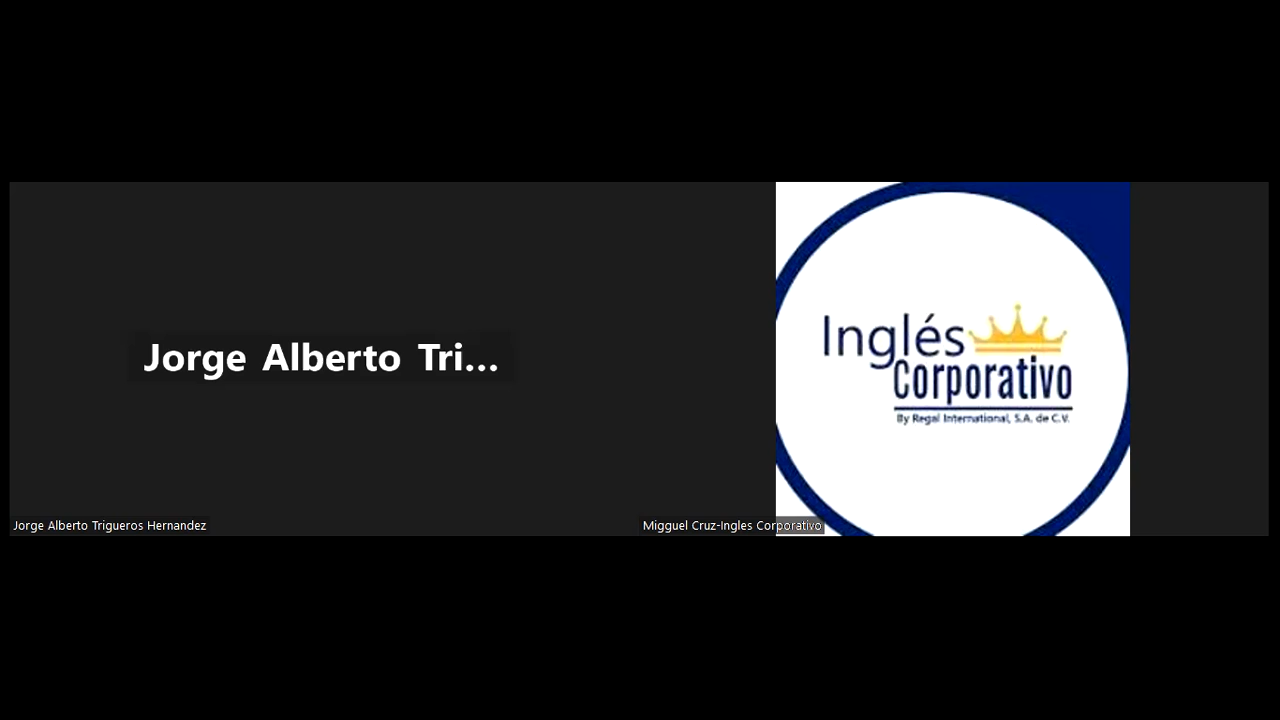 Jorge Alberto Tri...
Inglés
Corporativo
By Regal International, S.A. de C.V.
Jorge Alberto Trigueros Hernandez
Migguel Cruz-Ingles Corporativo